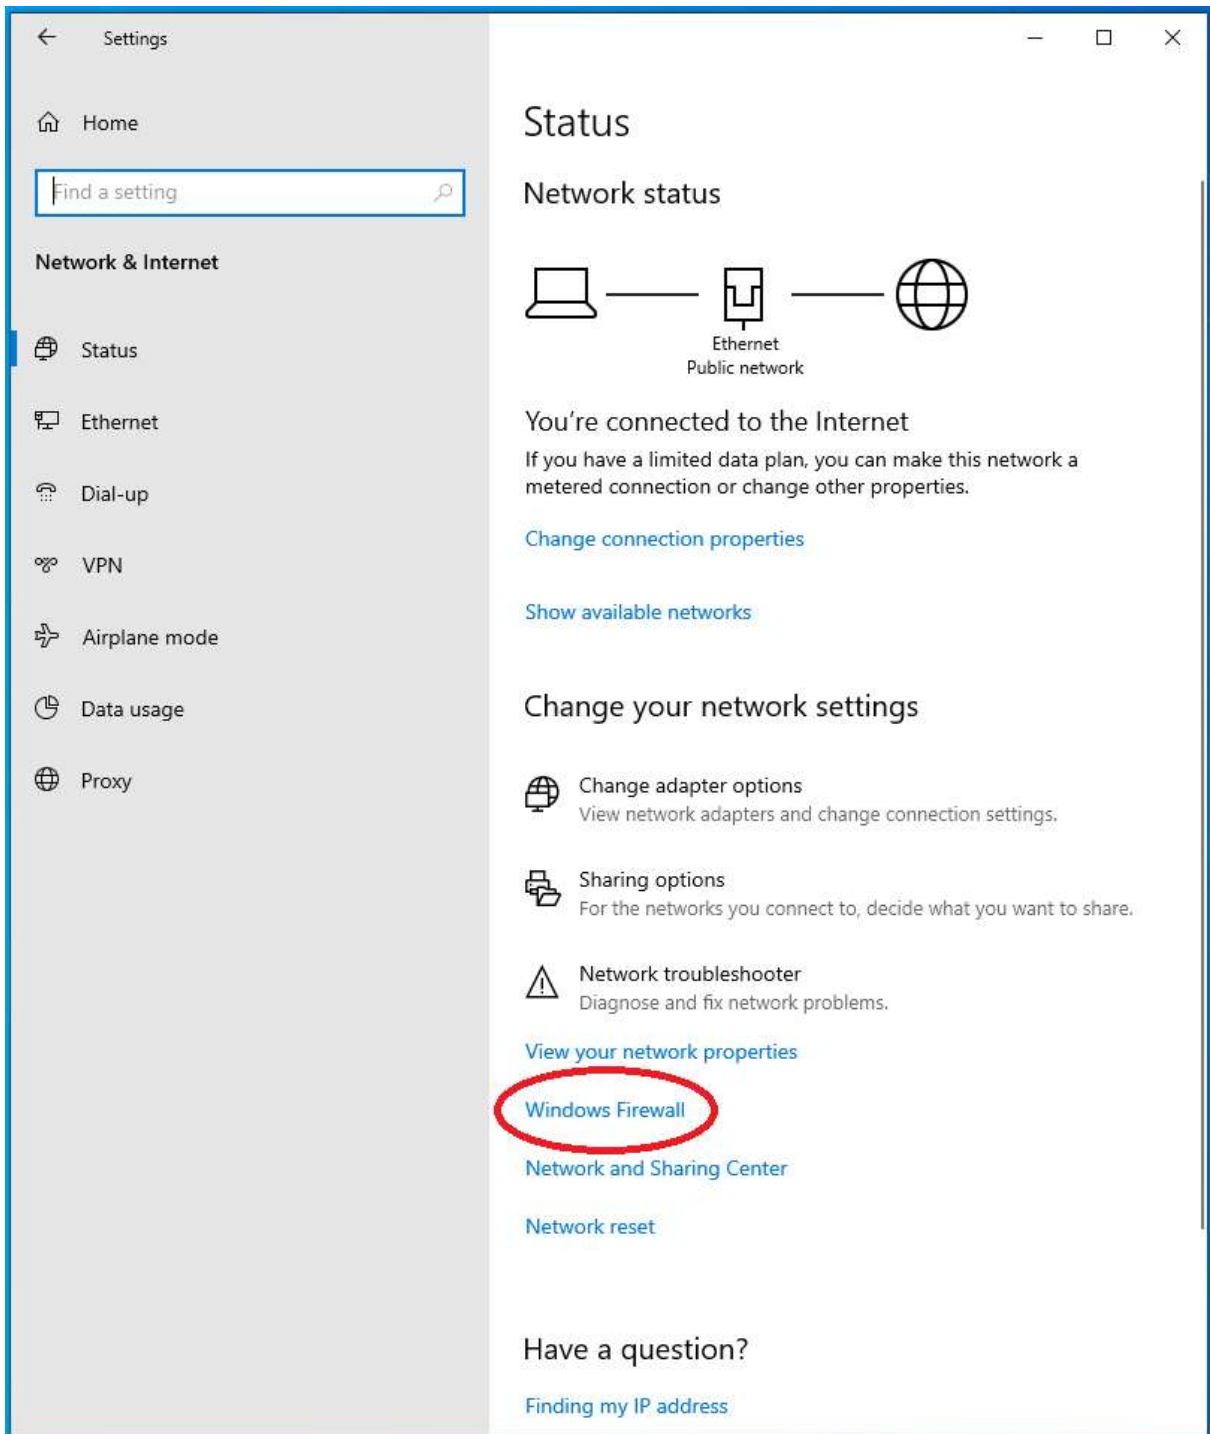 Settings
Home
Find a setting
Network & Internet
Status
Ethernet
Dial-up
VPN
Airplane mode
Data usage
Proxy
Status
Network status
Ethernet
Public network
You're connected to the Internet
If you have a limited data plan, you can make this network a
metered connection or change other properties.
Change connection properties
Show available networks
Change your network settings
Change adapter options
View network adapters and change connection settings.
Sharing options
For the networks you connect to, decide what you want to share.
Network troubleshooter
Diagnose and fix network problems.
View your network properties
Windows Firewall
Network and Sharing Center
Network reset
Have a question?
Finding my IP address